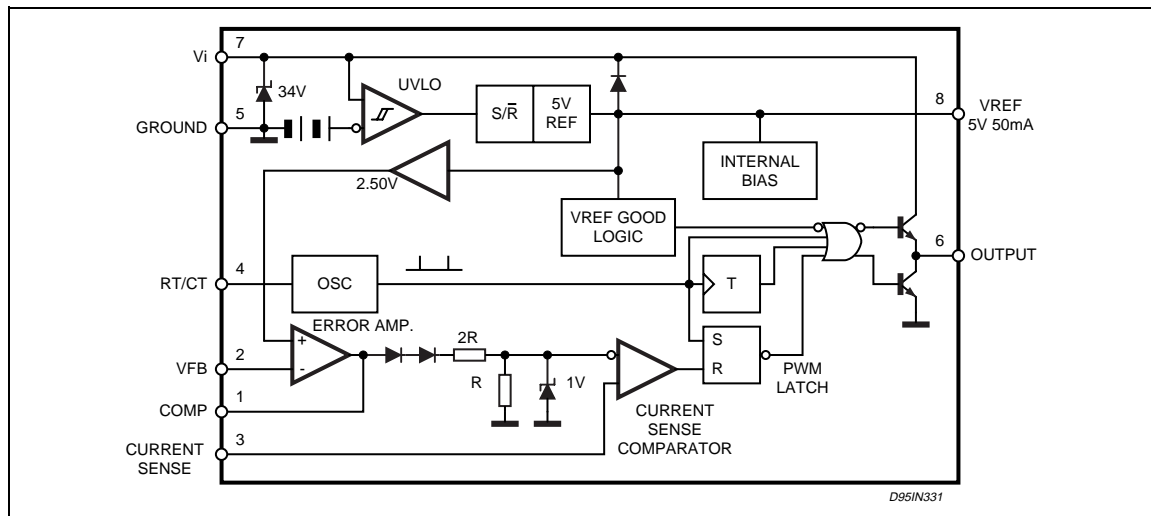 7
Vi
34V
UVLO
5
GROUND
S/R̅
5V
REF
8
VREF
5V 50mA
INTERNAL
BIAS
2.50V
VREF GOOD
LOGIC
6
OUTPUT
4
RT/CT
OSC
T
ERROR AMP.
2R
+
-
2
VFB
S
R
R
1V
PWM
LATCH
1
COMP
CURRENT
SENSE
COMPARATOR
3
CURRENT
SENSE
D95IN331